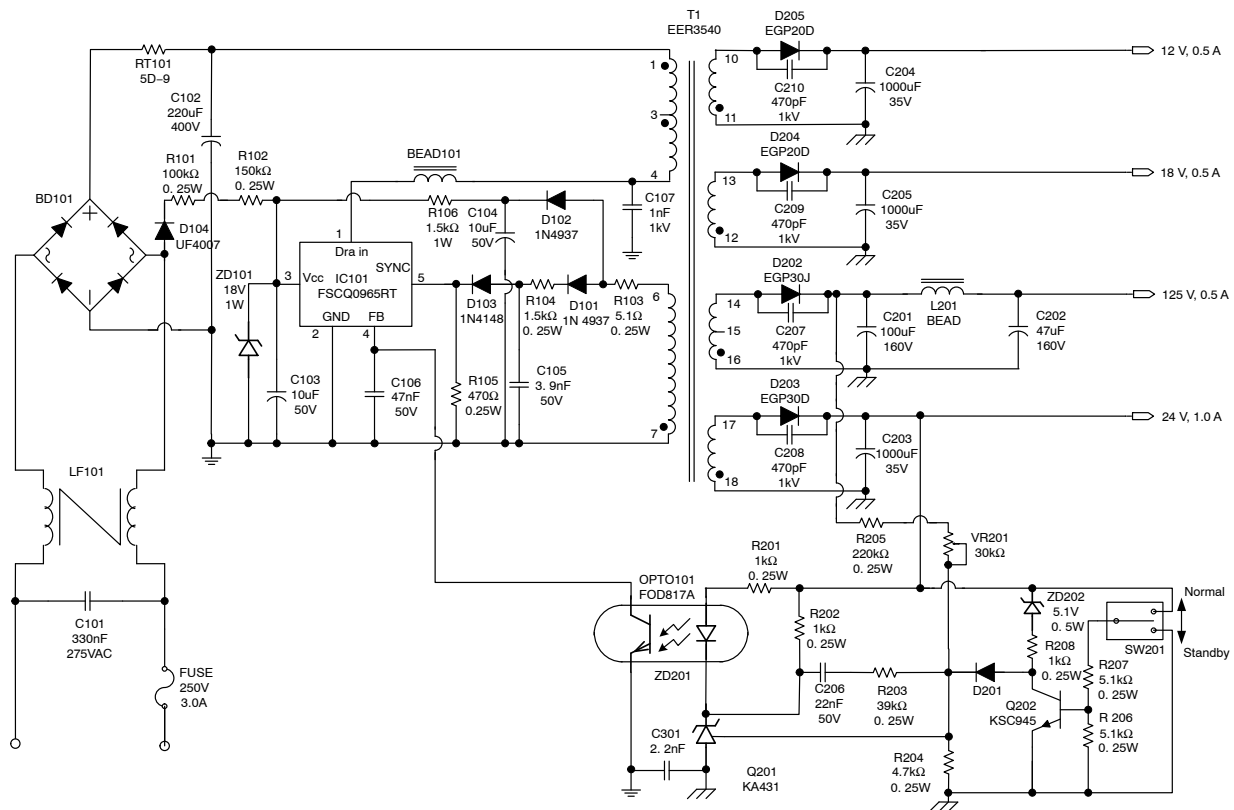 T1
EER3540
RT101
5D-9
C102
220uF
400V
R101
100kΩ
0. 25W
R102
150kΩ
0. 25W
BD101
D104
UF4007
BEAD101
1
3
4
C107
1nF
1kV
R106
1.5kΩ
1W
C104
10uF
50V
D102
1N4937
1
Dra in
SYNC
ZD101
18V
1W
3
Vcc
IC101
FSCQ0965RT
5
GND
FB
2
4
D103
1N4148
R104
1.5kΩ
0. 25W
D101
1N 4937
R103
5.1Ω
0. 25W
6
7
C103
10uF
50V
C106
47nF
50V
R105
470Ω
0.25W
C105
3. 9nF
50V
LF101
C101
330nF
275VAC
FUSE
250V
3.0A
D205
EGP20D
10
11
C210
470pF
1kV
C204
1000uF
35V
12 V, 0.5 A
D204
EGP20D
13
12
C209
470pF
1kV
C205
1000uF
35V
18 V, 0.5 A
D202
EGP30J
14
15
16
C207
470pF
1kV
C201
100uF
160V
L201
BEAD
C202
47uF
160V
125 V, 0.5 A
D203
EGP30D
17
18
C208
470pF
1kV
C203
1000uF
35V
24 V, 1.0 A
R205
220kΩ
0. 25W
VR201
30kΩ
OPTO101
FOD817A
R201
1kΩ
0. 25W
R202
1kΩ
0. 25W
ZD201
C206
22nF
50V
R203
39kΩ
0. 25W
D201
ZD202
5.1V
0. 5W
R208
1kΩ
0. 25W
Normal
SW201
Standby
R207
5.1kΩ
0. 25W
Q202
KSC945
R 206
5.1kΩ
0. 25W
C301
2. 2nF
Q201
KA431
R204
4.7kΩ
0. 25W